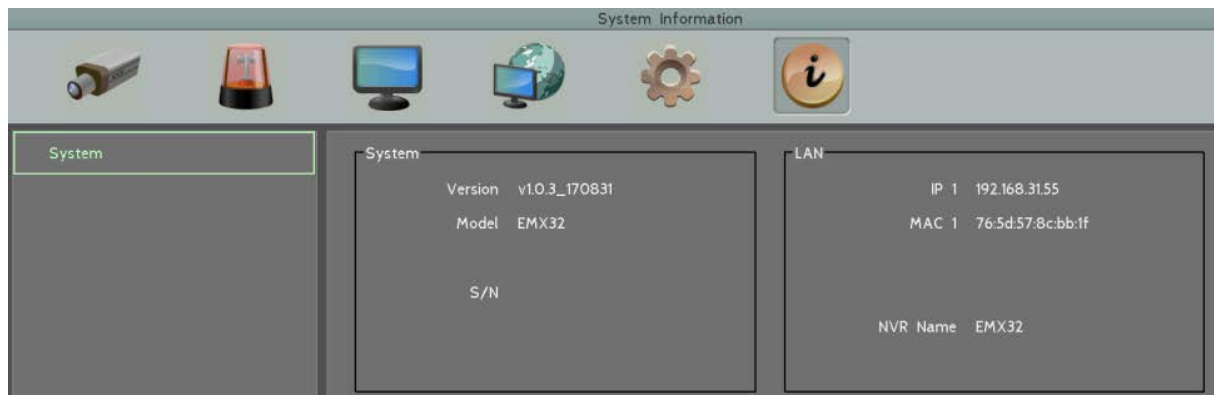 System Information
System
System
Version v1.0.3_170831
Model EMX32
S/N
LAN
IP 1 192.168.31.55
MAC 1 76:5d:57:8c:bb:1f
NVR Name EMX32